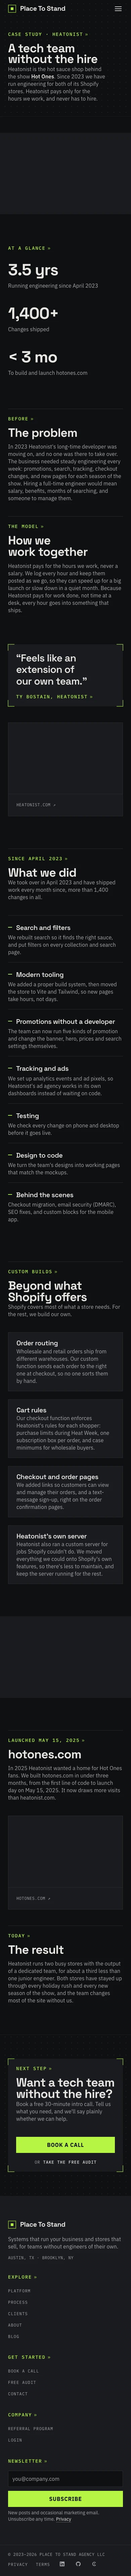 Place To Stand
CASE STUDY · HEATONIST
A tech team
without the hire
Heatonist is the hot sauce shop behind
the show Hot Ones. Since 2023 we have
run engineering for both of its Shopify
stores. Heatonist pays only for the
hours we work, and never has to hire.
AT A GLANCE
3.5 yrs
Running engineering since April 2023
1,400+
Changes shipped
< 3 mo
To build and launch hotones.com
BEFORE
The problem
In 2023 Heatonist's long-time developer was
moving on, and no one was there to take over.
The business needed small engineering every
week: promotions, search, tracking, checkout
changes, and new pages ahead of each hot
sauce season.
Hiring a full-time engineer would mean
salary, benefits, months of searching, and
someone to manage them.
THE MODEL
How we
work together
Heatonist pays for the hours we work, never a
seat. We log every hour and keep them
posted as we go, so they can speed up for a big
launch or slow down in a quiet month. Because
Heatonist pays for work done, not time at a
desk, every hour goes into something that
ships.
“Feels like an
extension of
our own team.”
TY BOSTAIN, HEATONIST
HEATONIST.COM ↗
SINCE APRIL 2023
What we did
We took over in April 2023 and have shipped
work every month since, more than 1,400
changes in all.
Search and filters
We rebuilt search so it finds the right sauce,
and put filters on every collection and search
page.
Modern tooling
We added a proper build system, then moved
the store to Vite and Tailwind, so new pages
take hours, not days.
Promotions without a developer
The team can now run five kinds of promotion
and change the banner, hero, prices and search
settings themselves.
Tracking and ads
We set up analytics events and ad pixels, so
Heatonist's ad agency works in its own
dashboards instead of waiting on code.
Testing
We check every change on phone and desktop
before it goes live.
Design to code
We turn the team's designs into working pages
that match the mockups.
Behind the scenes
Checkout migration, email security (DMARC),
SEO fixes, and custom blocks for the mobile
app.
CUSTOM BUILDS
Beyond what
Shopify offers
Shopify covers most of what a store needs. For
the rest, we build our own.
Order routing
Wholesale and retail orders ship from
different warehouses. Our custom
function sends each order to the right
one at checkout, so no one sorts them
by hand.
Cart rules
Our checkout function enforces
Heatonist's rules for each shopper:
purchase limits during Heat Week, one
subscription box per order, and case
minimums for wholesale buyers.
Checkout and order pages
We added links so customers can view
and manage their orders, and a text-
message sign-up, right on the order
confirmation pages.
Heatonist's own server
Heatonist also ran a custom server for
jobs Shopify couldn't do. We moved
everything we could onto Shopify's own
features, so there's less to maintain, and
keep the server running for the rest.
LAUNCHED MAY 15, 2025
hotones.com
In 2025 Heatonist wanted a home for Hot Ones
fans. We built hotones.com in under three
months, from the first line of code to launch
day on May 15, 2025. It now draws more visits
than heatonist.com.
HOTONES.COM ↗
TODAY
The result
Heatonist runs two busy stores with the output
of a dedicated team, for about a third less than
one junior engineer. Both stores have stayed up
through every holiday rush and every new
season of the show, and the team changes
most of the site without us.
NEXT STEP
Want a tech team
without the hire?
Book a free 30-minute intro call. Tell us
what you need, and we'll say plainly
whether we can help.
BOOK A CALL
OR TAKE THE FREE AUDIT
Place To Stand
Systems that run your business and stores that
sell, for teams without engineers of their own.
AUSTIN, TX · BROOKLYN, NY
EXPLORE
PLATFORM
PROCESS
CLIENTS
ABOUT
BLOG
GET STARTED
BOOK A CALL
FREE AUDIT
CONTACT
COMPANY
REFERRAL PROGRAM
LOGIN
NEWSLETTER
you@company.com
SUBSCRIBE
New posts and occasional marketing email.
Unsubscribe any time. Privacy
© 2023–2026 PLACE TO STAND AGENCY LLC
PRIVACY TERMS